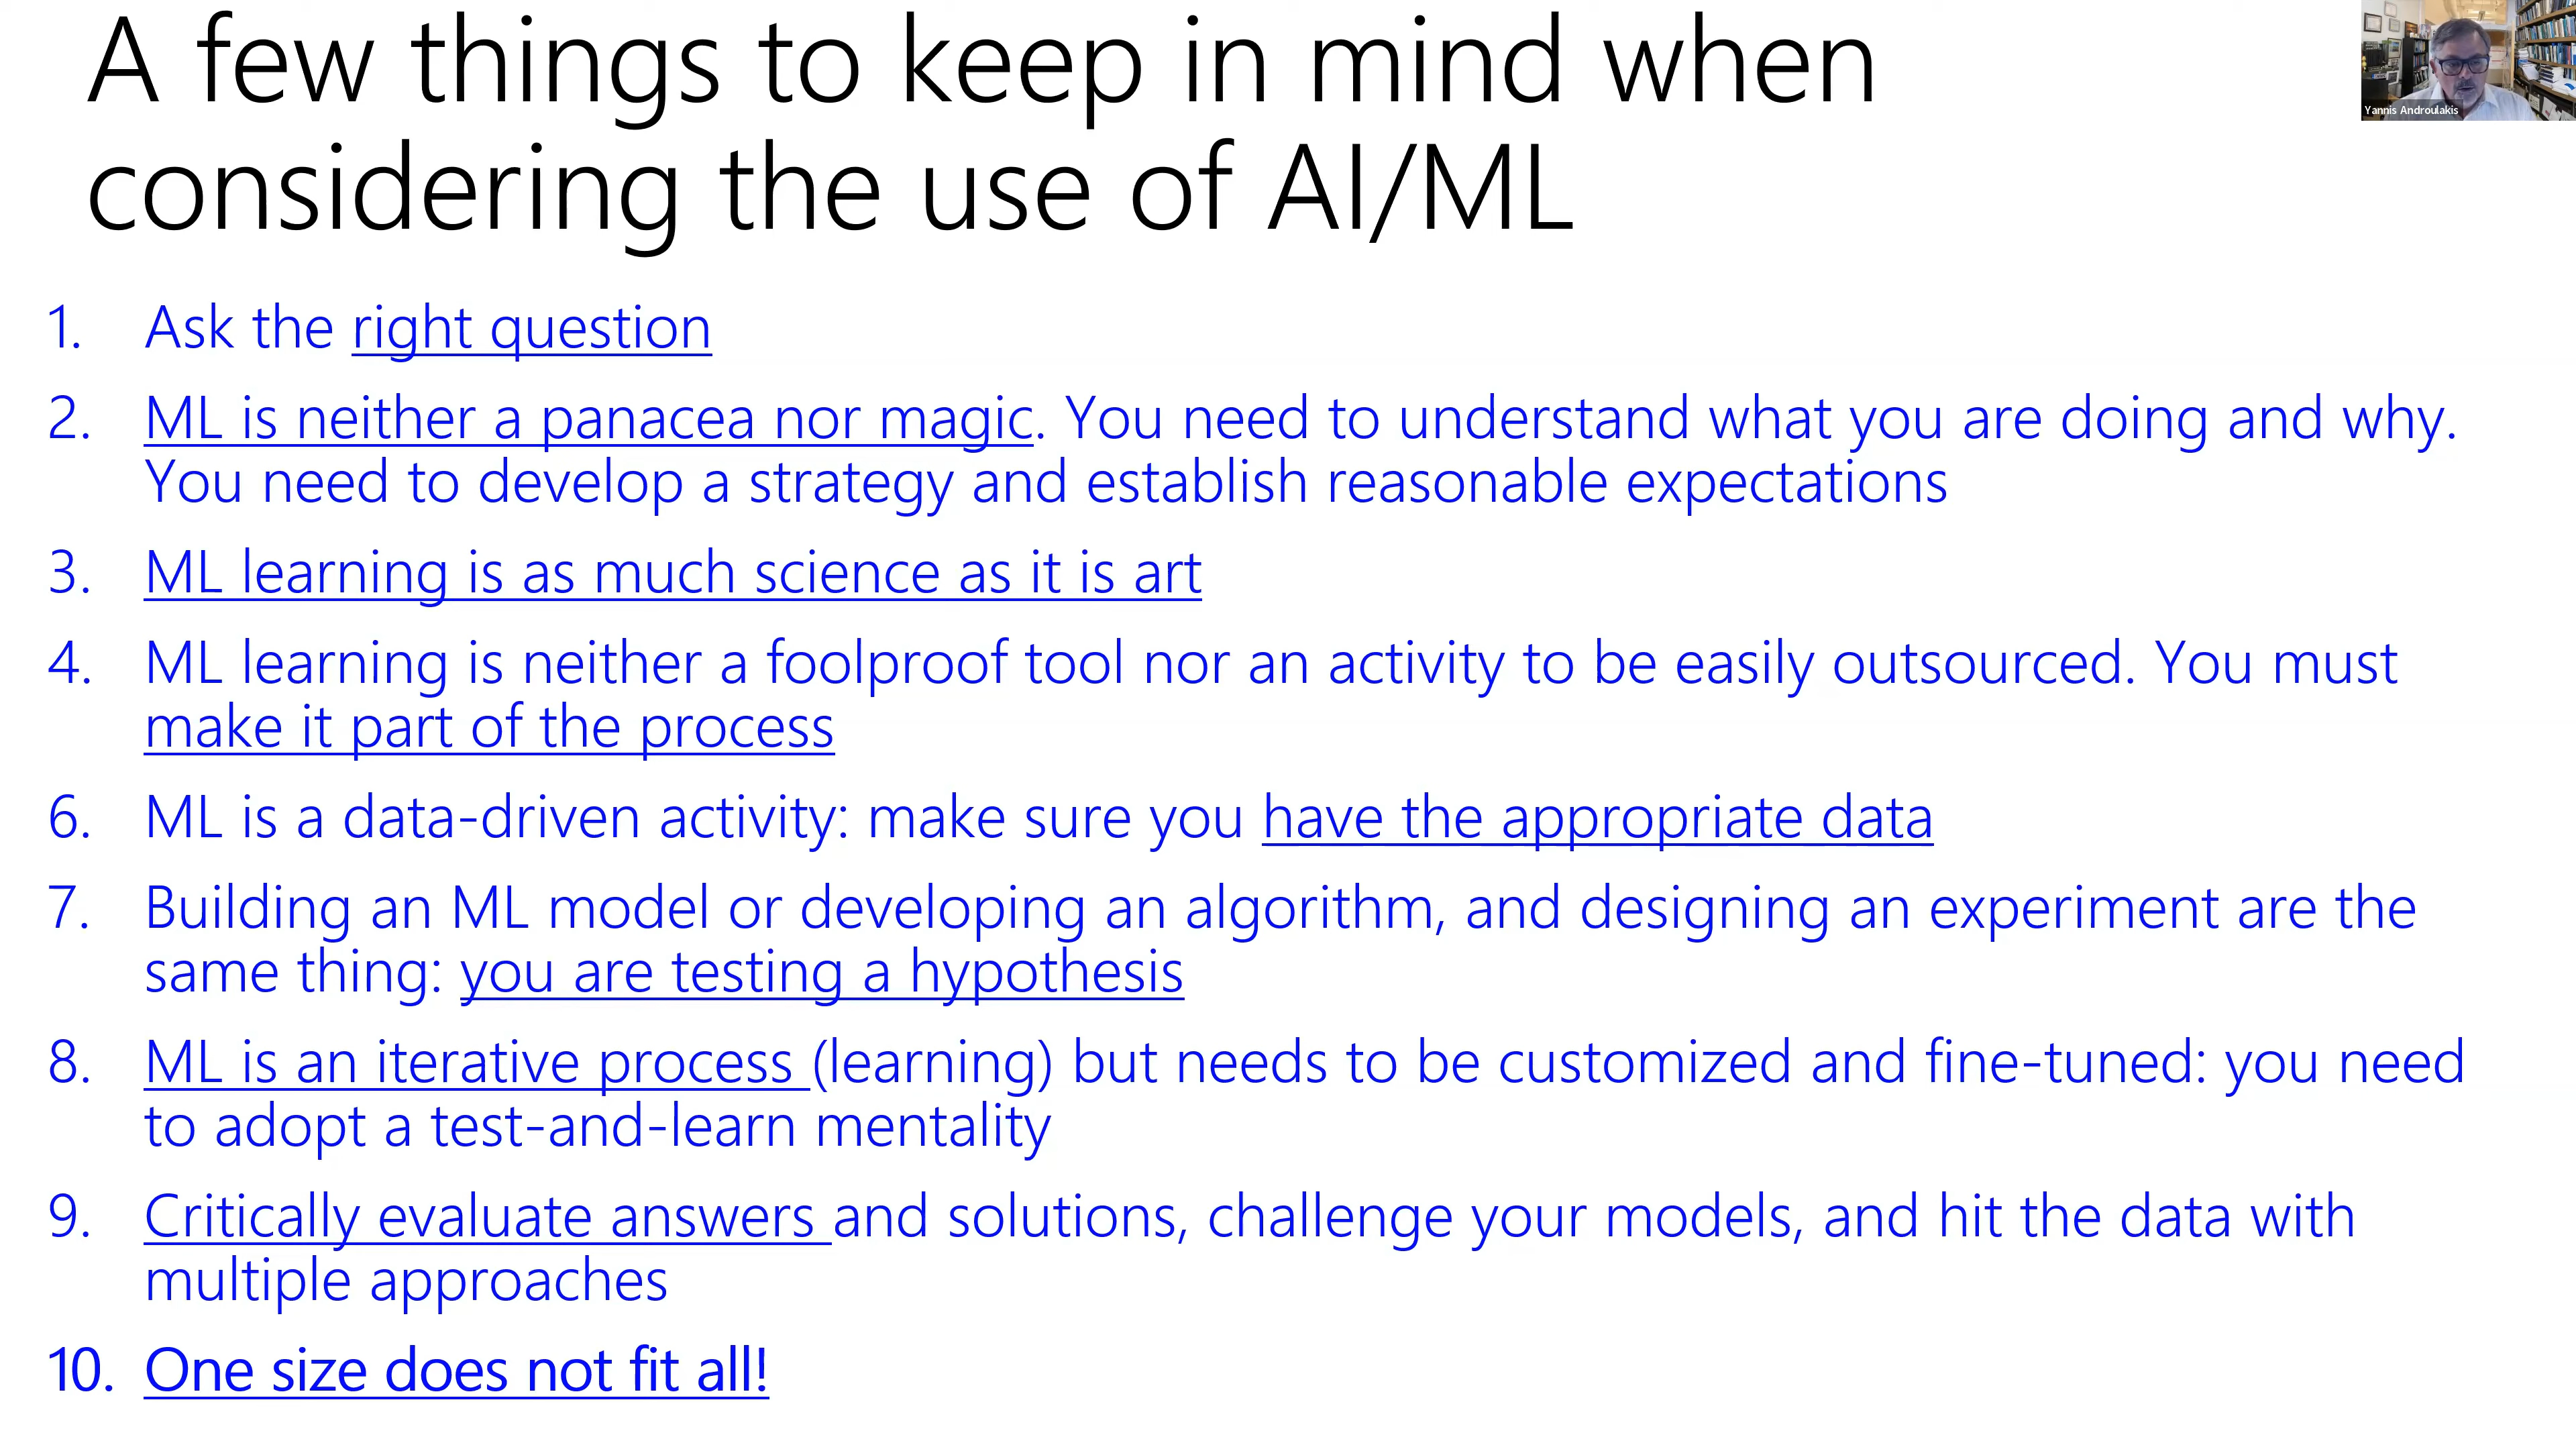 A few things to keep in mind when
considering the use of AI/ML
Yannis Androulakis
1. Ask the right question
2. ML is neither a panacea nor magic. You need to understand what you are doing and why.
You need to develop a strategy and establish reasonable expectations
3. ML learning is as much science as it is art
4. ML learning is neither a foolproof tool nor an activity to be easily outsourced. You must
make it part of the process
6. ML is a data-driven activity: make sure you have the appropriate data
7. Building an ML model or developing an algorithm, and designing an experiment are the
same thing: you are testing a hypothesis
8. ML is an iterative process (learning) but needs to be customized and fine-tuned: you need
to adopt a test-and-learn mentality
9. Critically evaluate answers and solutions, challenge your models, and hit the data with
multiple approaches
10. One size does not fit all!